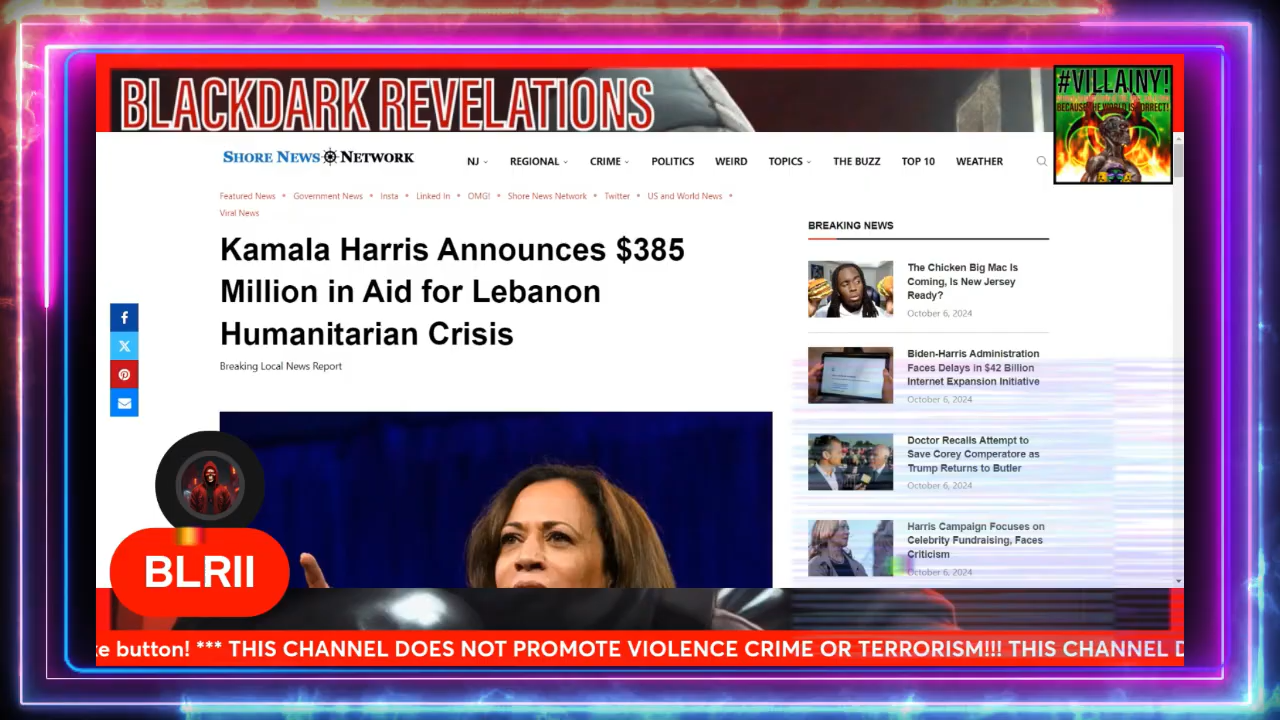 BLACKDARK REVELATIONS
#VILLAINY!
BECAUSE THE WORLD IS CORRECT!
SHORE NEWS NETWORK
NJ REGIONAL CRIME POLITICS WEIRD TOPICS THE BUZZ TOP 10 WEATHER
Featured News • Government News • Insta • Linked In • OMG! • Shore News Network • Twitter • US and World News •
Viral News
Kamala Harris Announces $385
Million in Aid for Lebanon
Humanitarian Crisis
Breaking Local News Report
BREAKING NEWS
The Chicken Big Mac Is
Coming, Is New Jersey
Ready?
October 6, 2024
Biden-Harris Administration
Faces Delays in $42 Billion
Internet Expansion Initiative
October 6, 2024
Doctor Recalls Attempt to
Save Corey Comperatore as
Trump Returns to Butler
October 6, 2024
Harris Campaign Focuses on
Celebrity Fundraising, Faces
Criticism
October 6, 2024
BLRII
e button! *** THIS CHANNEL DOES NOT PROMOTE VIOLENCE CRIME OR TERRORISM!!! THIS CHANNEL D